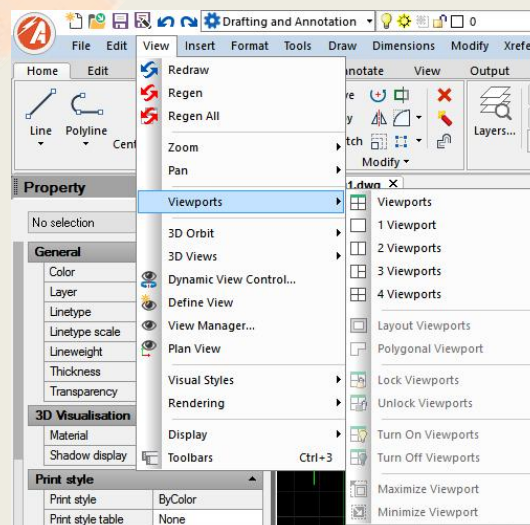 Drafting and Annotation 0
File Edit View Insert Format Tools Draw Dimensions Modify Xrefe
Home Edit View Output
Line Polyline Layers...
Modify
Property
No selection
General
Color
Layer
Linetype
Linetype scale
Lineweight
Thickness
Transparency
3D Visualisation
Material
Shadow display
Print style
Print style ByColor
Print style table None
Redraw
Regen
Regen All
Zoom
Pan
Viewports
3D Orbit
3D Views
Dynamic View Control...
Define View
View Manager...
Plan View
Visual Styles
Rendering
Display
Toolbars Ctrl+3
1.dwg
Viewports
1 Viewport
2 Viewports
3 Viewports
4 Viewports
Layout Viewports
Polygonal Viewport
Lock Viewports
Unlock Viewports
Turn On Viewports
Turn Off Viewports
Maximize Viewport
Minimize Viewport